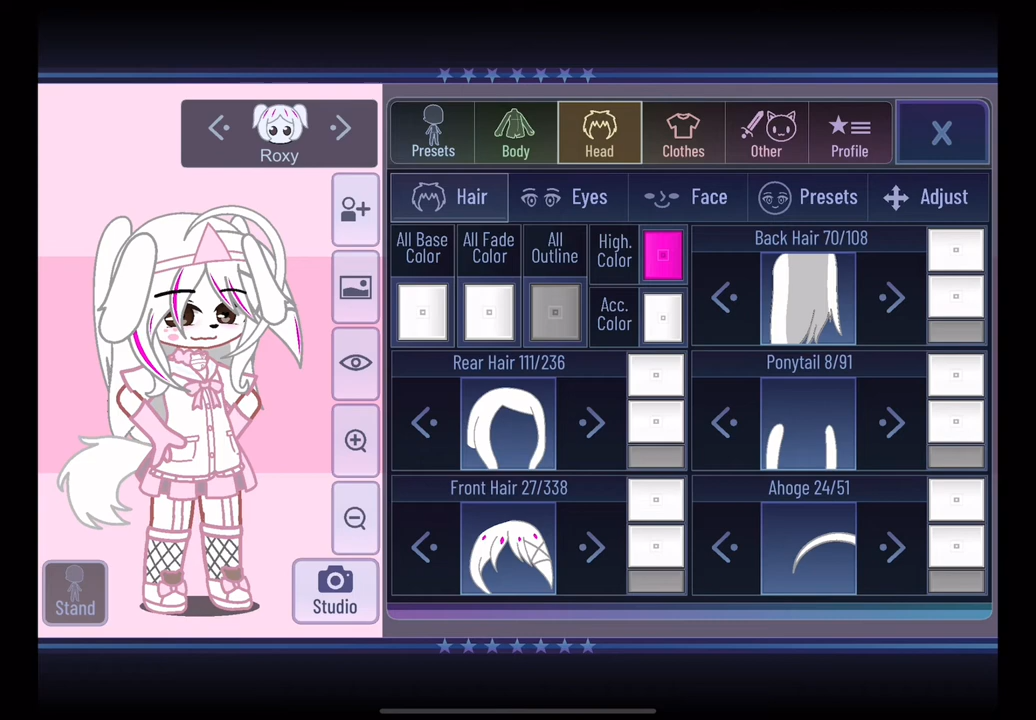 Roxy
Presets
Body
Head
Clothes
Other
Profile
X
Hair
Eyes
Face
Presets
Adjust
All Base
Color
All Fade
Color
All
Outline
High.
Color
Acc.
Color
Back Hair 70/108
Rear Hair 111/236
Ponytail 8/91
Front Hair 27/338
Ahoge 24/51
Stand
Studio